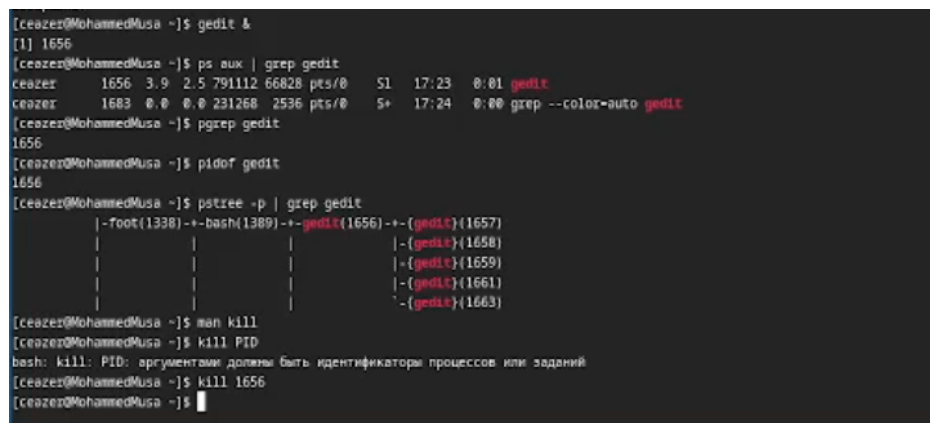 [ceazer@MohammedMusa ~]$ gedit &
[1] 1656
[ceazer@MohammedMusa ~]$ ps aux | grep gedit
ceazer      1656  3.9  2.5 791112 66828 pts/0    Sl   17:23   0:01 gedit
ceazer      1683  0.0  0.0 231268  2536 pts/0    S+   17:24   0:00 grep --color=auto gedit
[ceazer@MohammedMusa ~]$ pgrep gedit
1656
[ceazer@MohammedMusa ~]$ pidof gedit
1656
[ceazer@MohammedMusa ~]$ pstree -p | grep gedit
|-foot(1338)-+-bash(1389)-+-gedit(1656)-+-{gedit}(1657)
|            |            |             |-{gedit}(1658)
|            |            |             |-{gedit}(1659)
|            |            |             |-{gedit}(1661)
|            |            |             `-{gedit}(1663)
[ceazer@MohammedMusa ~]$ man kill
[ceazer@MohammedMusa ~]$ kill PID
bash: kill: PID: аргументами должны быть идентификаторы процессов или заданий
[ceazer@MohammedMusa ~]$ kill 1656
[ceazer@MohammedMusa ~]$